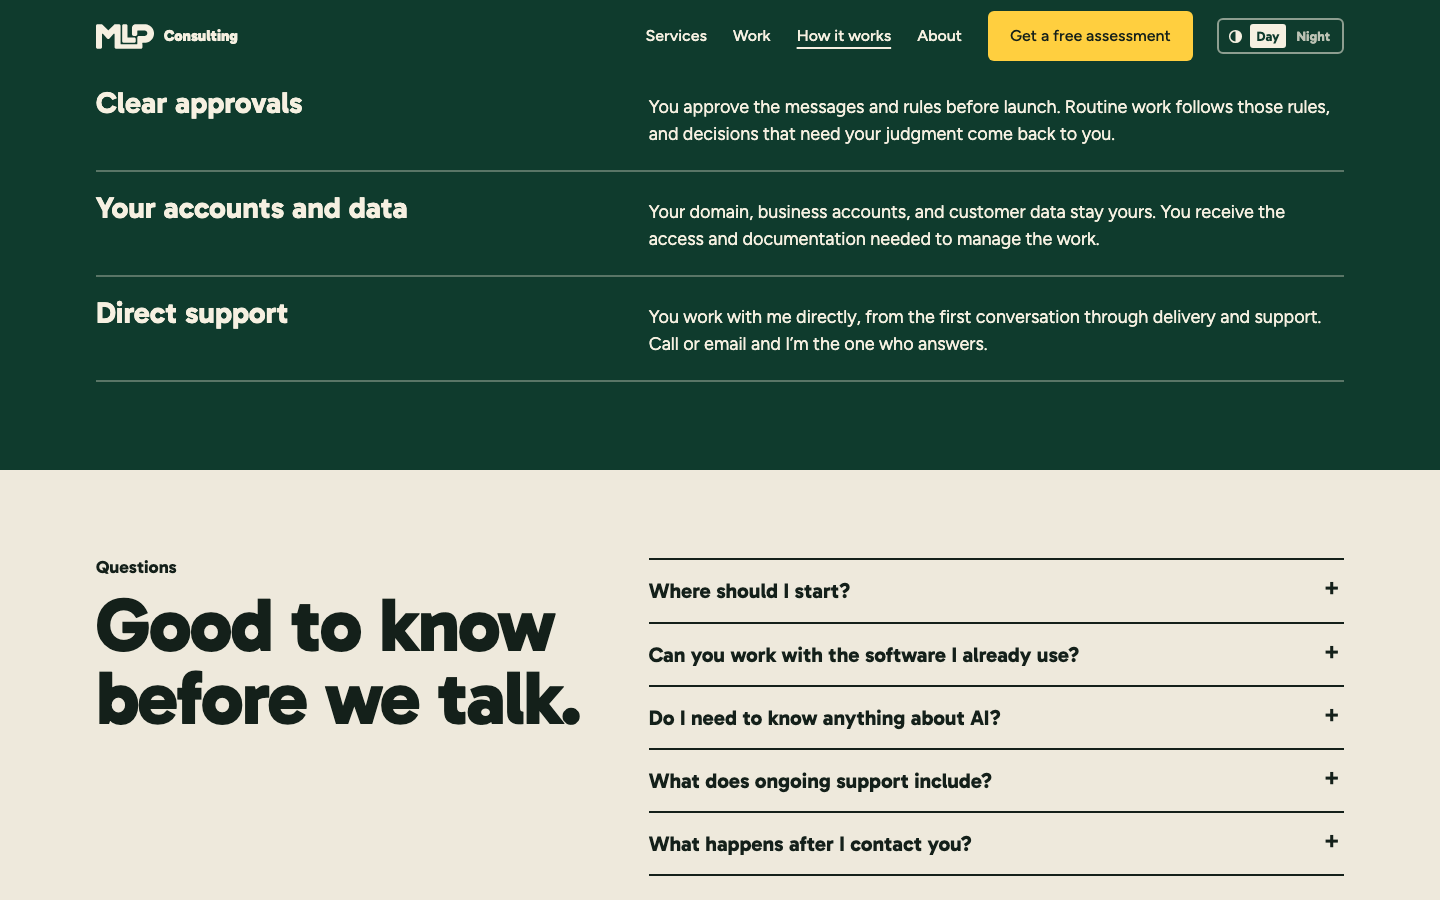 MLP Consulting
Services Work How it works About Get a free assessment Day Night
Clear approvals
You approve the messages and rules before launch. Routine work follows those rules,
and decisions that need your judgment come back to you.
Your accounts and data
Your domain, business accounts, and customer data stay yours. You receive the
access and documentation needed to manage the work.
Direct support
You work with me directly, from the first conversation through delivery and support.
Call or email and I’m the one who answers.
Questions
Good to know
before we talk.
Where should I start? +
Can you work with the software I already use? +
Do I need to know anything about AI? +
What does ongoing support include? +
What happens after I contact you? +